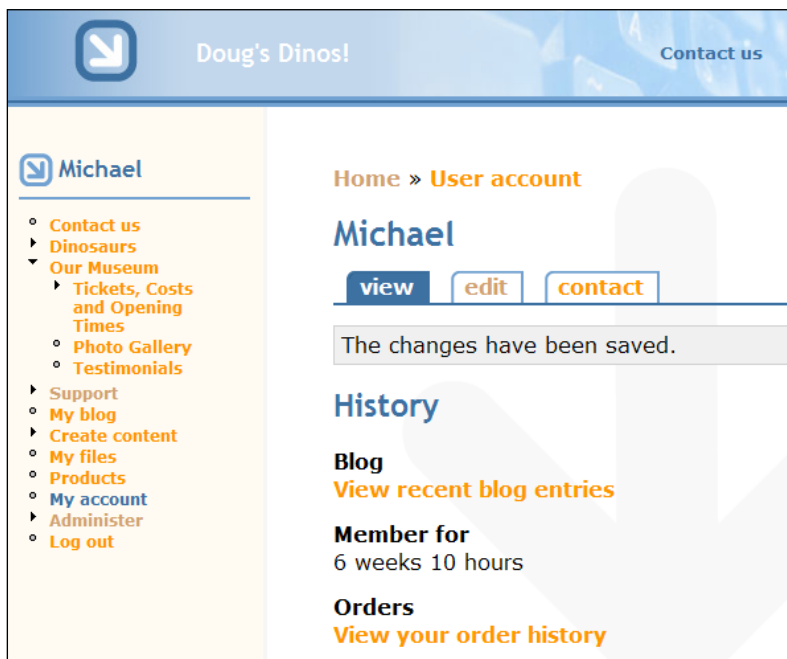 Doug's Dinos!
Contact us
Michael
Contact us
Dinosaurs
Our Museum
Tickets, Costs
and Opening
Times
Photo Gallery
Testimonials
Support
My blog
Create content
My files
Products
My account
Administer
Log out
Home » User account
Michael
view edit contact
The changes have been saved.
History
Blog
View recent blog entries
Member for
6 weeks 10 hours
Orders
View your order history